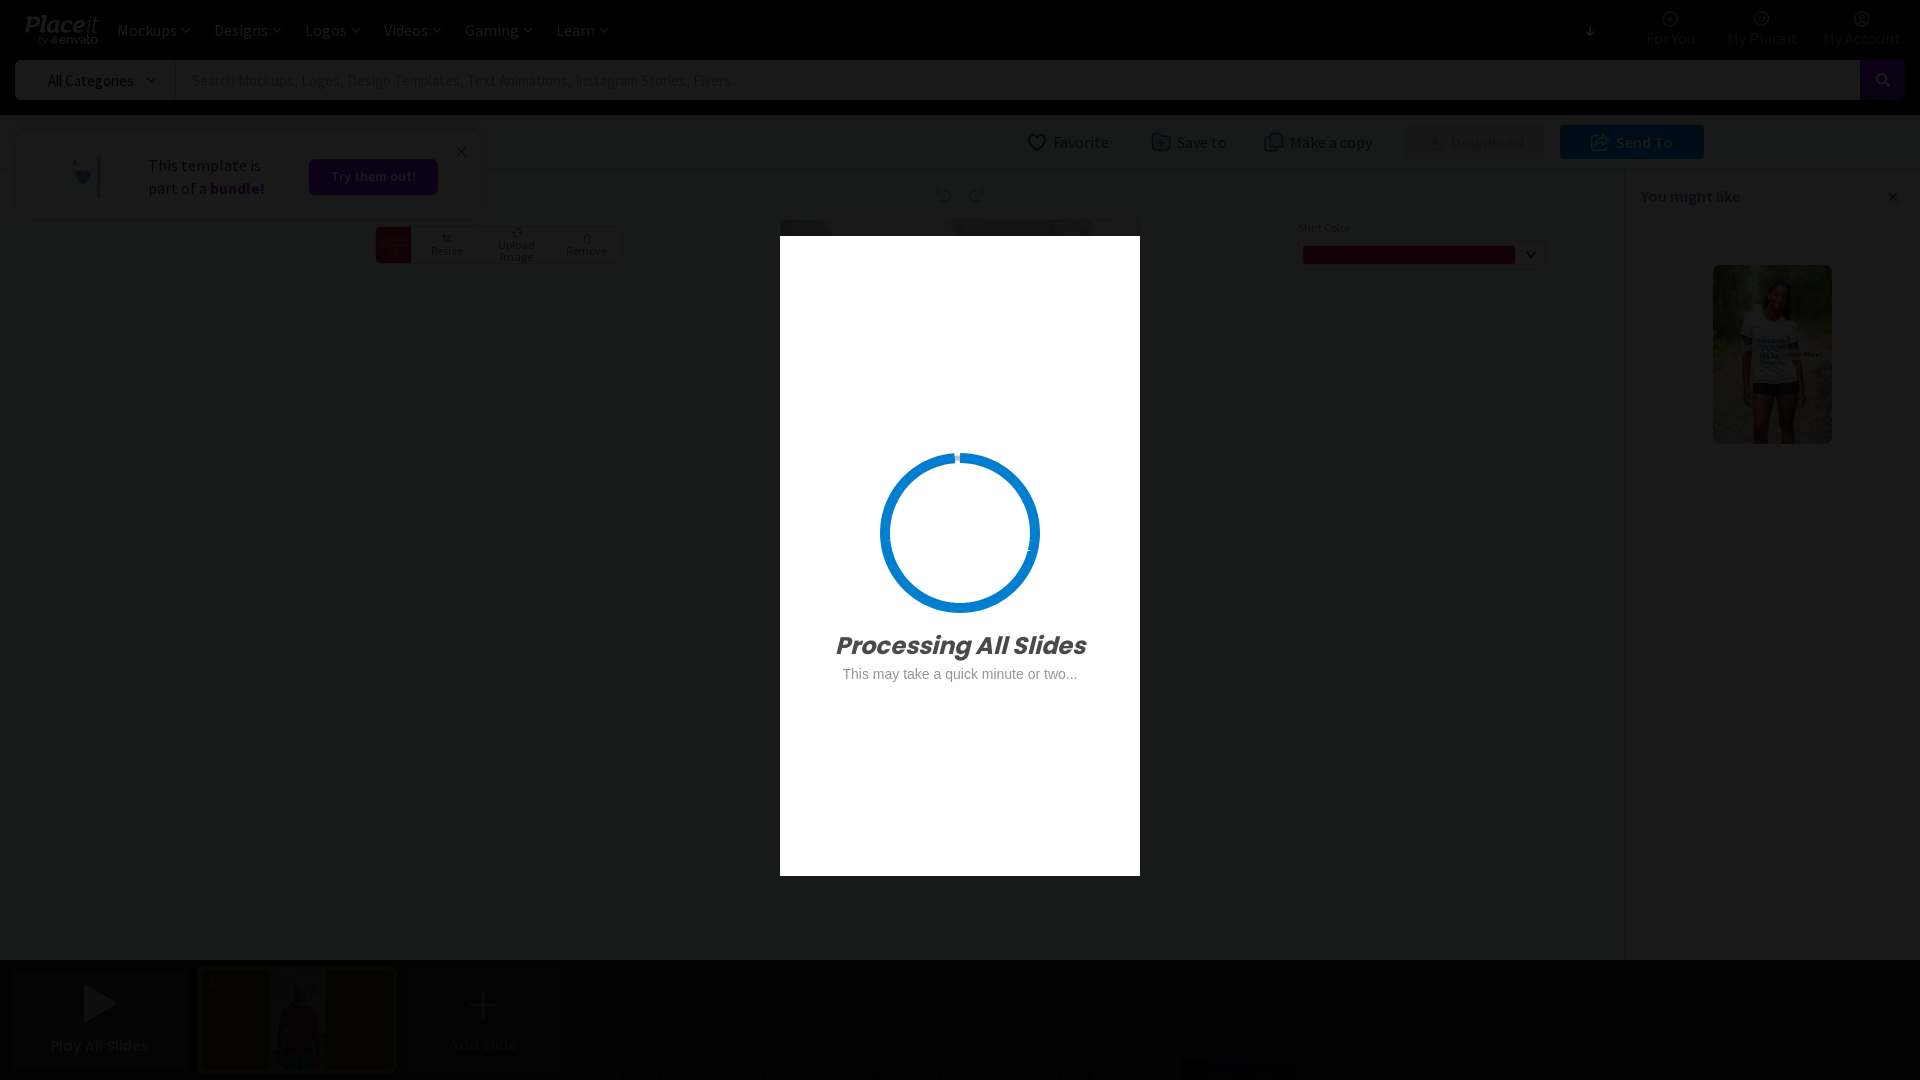 Placeit
by envato
Mockups
Designs
Logos
Videos
Gaming
Learn
For You
My Placeit
My Account
All Categories
Search Mockups, Logos, Design Templates, Text Animations, Instagram Stories, Flyers...
This template is
part of a bundle!
Try them out!
Favorite
Save to
Make a copy
Download
Send To
You might like
Resize
Upload
Image
Remove
Shirt Color
UPLOAD
YOUR
Processing All Slides
This may take a quick minute or two...
Play All Slides
1
Add Slide